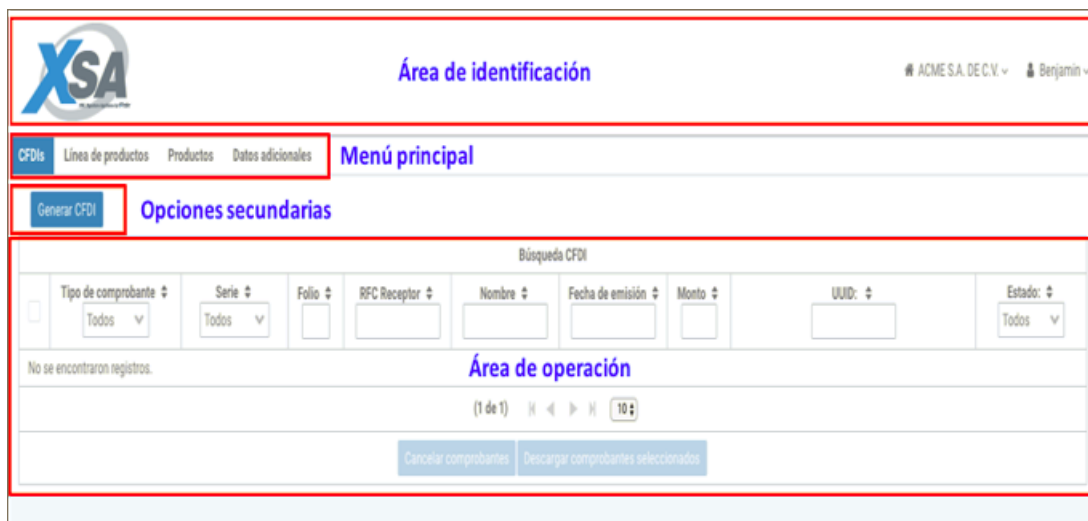 XSA
Área de identificación
ACME S.A. DE C.V.
Benjamin
CFDIs Línea de productos Productos Datos adicionales
Menú principal
Generar CFDI
Opciones secundarias
Búsqueda CFDI
Tipo de comprobante Serie Folio RFC Receptor Nombre Fecha de emisión Monto UUID: Estado:
Todos Todos Todos
No se encontraron registros.
Área de operación
(1 de 1) 10
Cancelar comprobantes Descargar comprobantes seleccionados